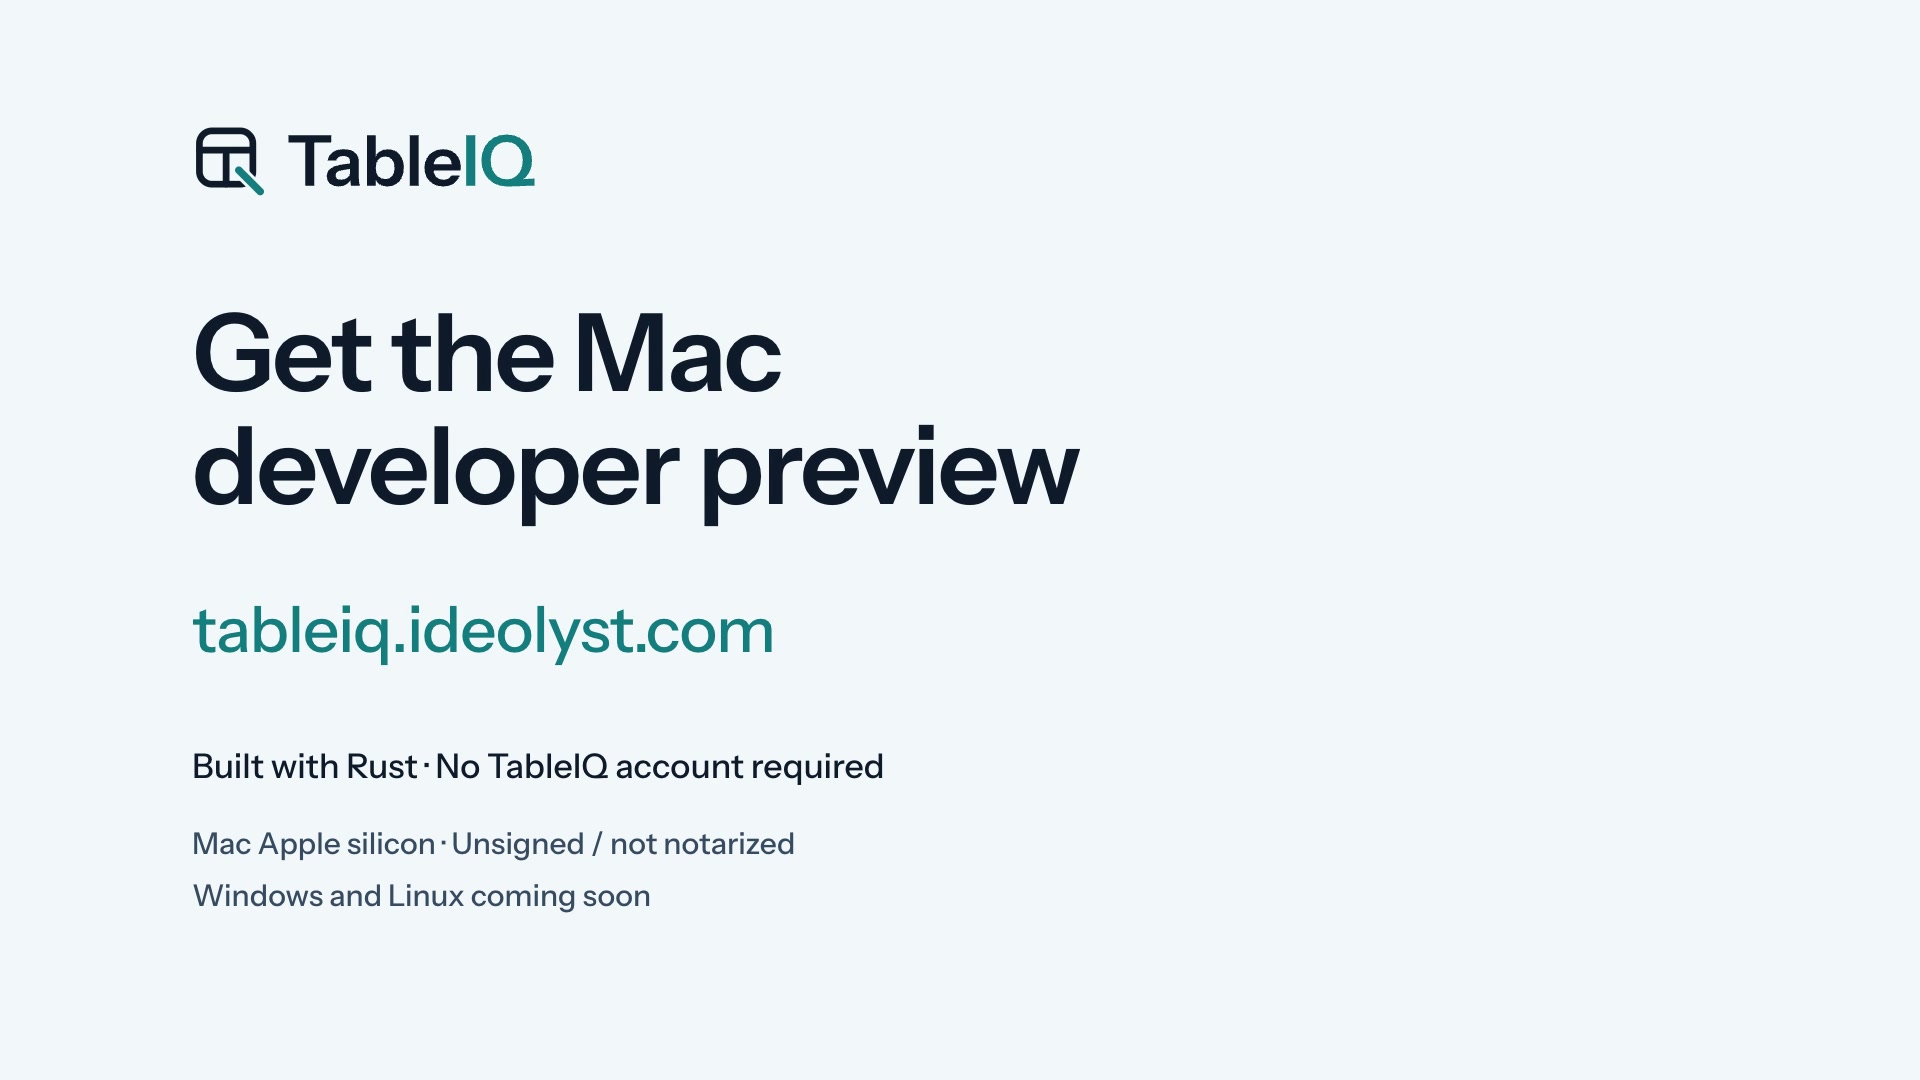 TableIQ
Get the Mac
developer preview
tableiq.ideolyst.com
Built with Rust · No TableIQ account required
Mac Apple silicon · Unsigned / not notarized
Windows and Linux coming soon